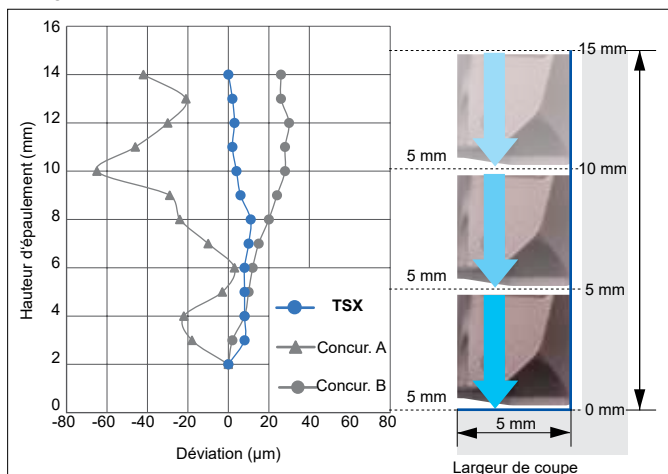 16
14
12
10
8
6
4
2
0
Hauteur d'épaulement (mm)
-80 -60 -40 -20 0 20 40 60 80
Déviation (µm)
TSX
Concur. A
Concur. B
15 mm
5 mm
10 mm
5 mm
5 mm
5 mm
0 mm
5 mm
Largeur de coupe